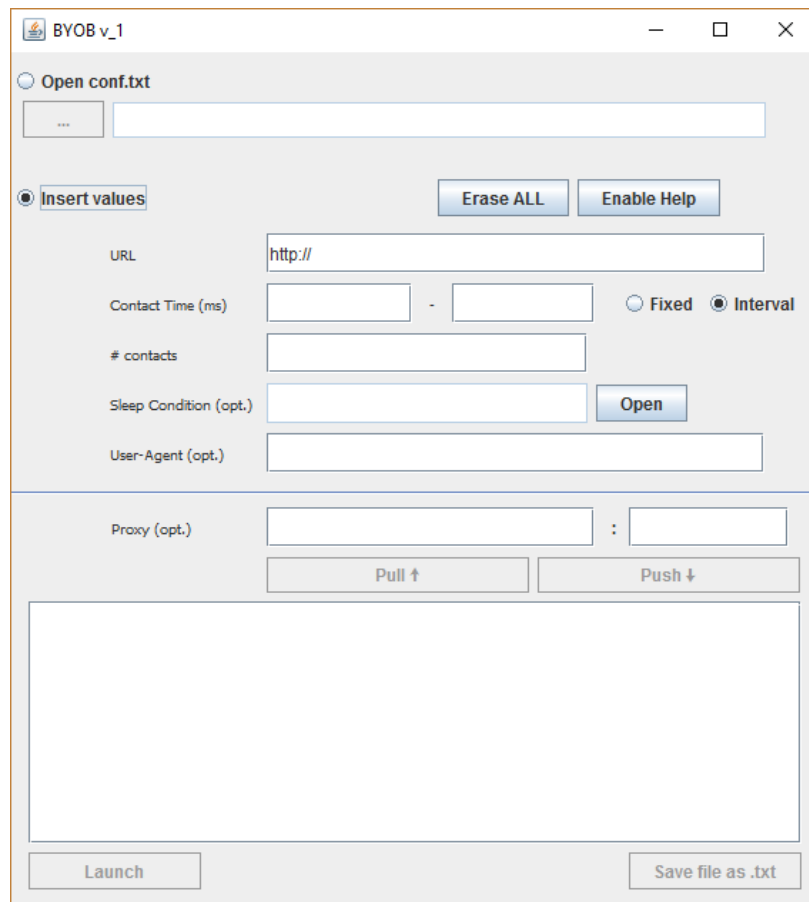 BYOB v_1
Open conf.txt
...
Insert values Erase ALL Enable Help
URL http://
Contact Time (ms) - Fixed Interval
# contacts
Sleep Condition (opt.) Open
User-Agent (opt.)
Proxy (opt.) :
Pull ↑ Push ↓
Launch Save file as .txt